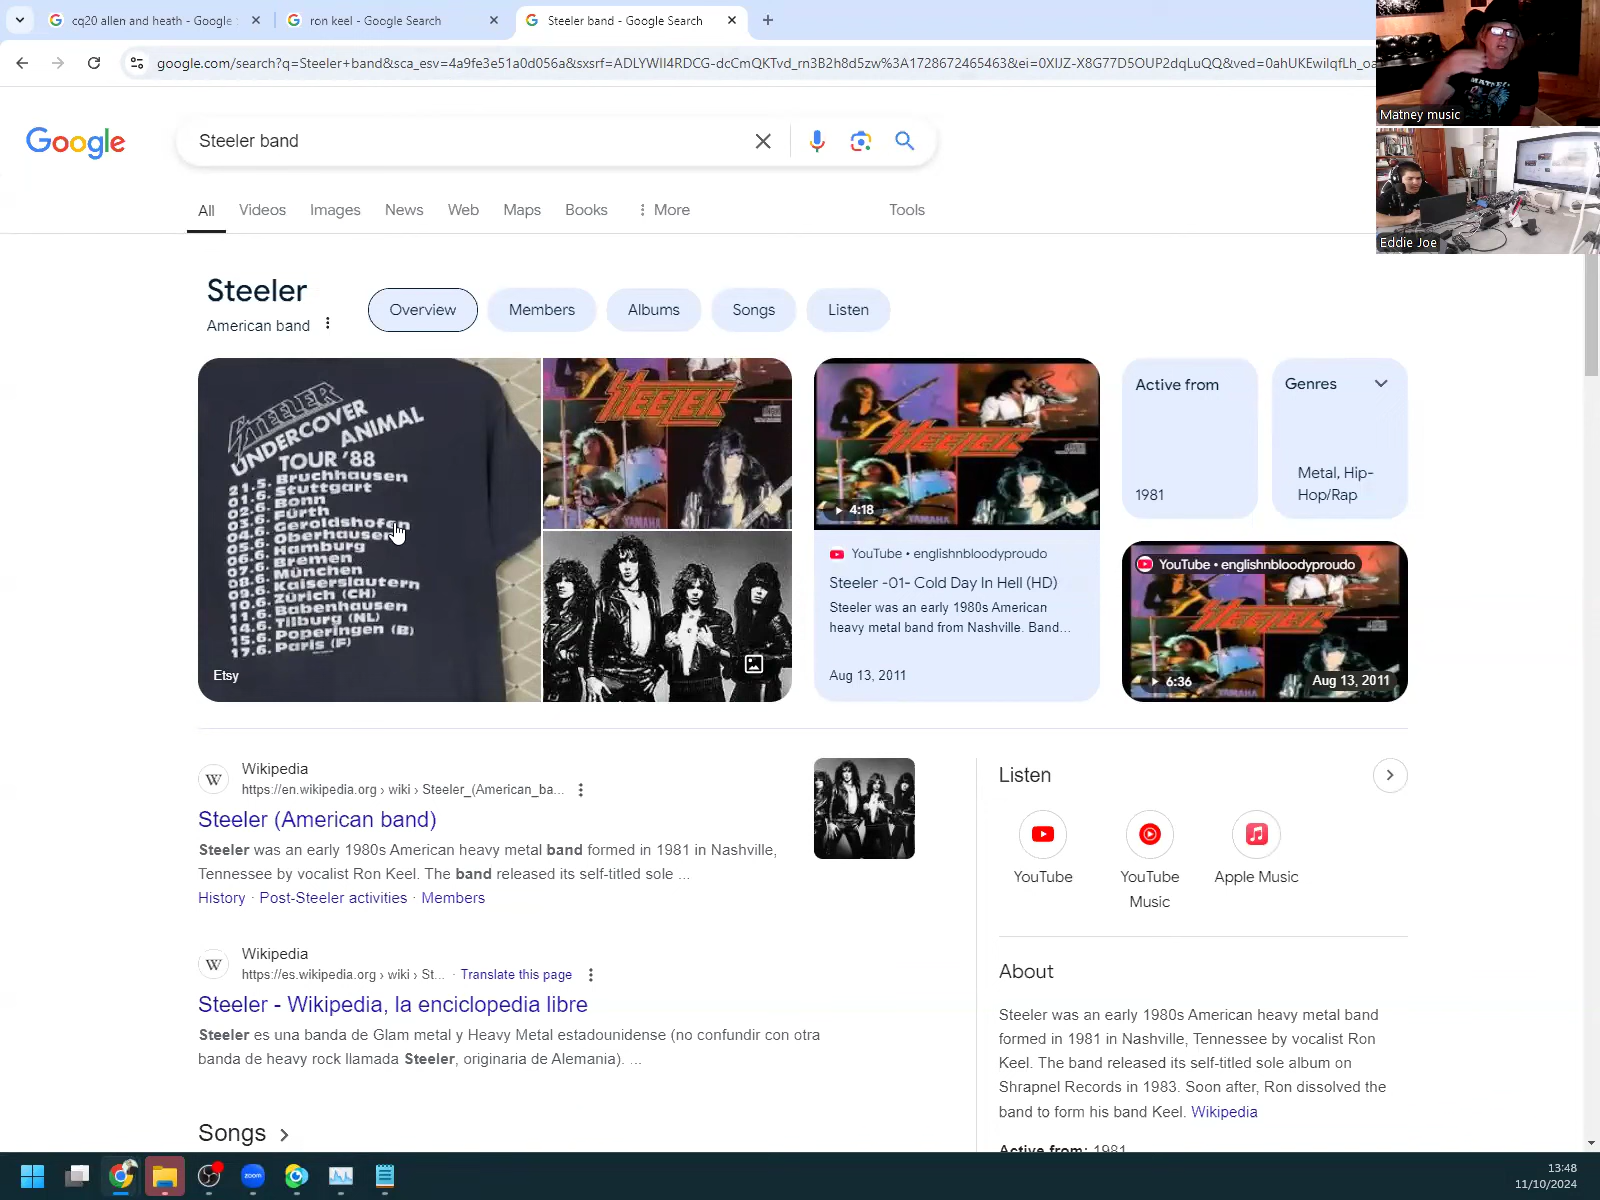 cq20 allen and heath - Google
ron keel - Google Search
Steeler band - Google Search
google.com/search?q=Steeler+band&sca_esv=4a9fe3e51a0d056a&sxsrf=ADLYWIl4RDCG-dcCmQKTvd_rn3B2h8d5zw%3A1728672465463&ei=0XIJZ-X8G77D5OUP2dqLuQQ&ved=0ahUKEwilqfLh_oa
Matney music
Eddie Joe
Google
Steeler band
All
Videos
Images
News
Web
Maps
Books
More
Tools
Steeler
American band
Overview
Members
Albums
Songs
Listen
STEELER
UNDERCOVER
ANIMAL
TOUR '88
21.5. Bruchhausen
01.6. Stuttgart
02.6. Bonn
03.6. Fürth
04.6. Geroldshofen
05.6. Oberhausen
06.6. Hamburg
07.6. Bremen
08.6. München
09.6. Kaiserslautern
10.6. Zürich (CH)
11.6. Babenhausen
14.6. Tilburg (NL)
15.6. Poperingen (B)
17.6. Paris (F)
Etsy
STEELER
YAMAHA
STEELER
YAMAHA
4:18
YouTube • englishnbloodyproudo
Steeler -01- Cold Day In Hell (HD)
Steeler was an early 1980s American
heavy metal band from Nashville. Band...
Aug 13, 2011
Active from
1981
Genres
Metal, Hip-
Hop/Rap
YouTube • englishnbloodyproudo
STEELER
YAMAHA
6:36
Aug 13, 2011
Wikipedia
https://en.wikipedia.org › wiki › Steeler_(American_ba...
Steeler (American band)
Steeler was an early 1980s American heavy metal band formed in 1981 in Nashville,
Tennessee by vocalist Ron Keel. The band released its self-titled sole ...
History · Post-Steeler activities · Members
Wikipedia
https://es.wikipedia.org › wiki › St... · Translate this page
Steeler - Wikipedia, la enciclopedia libre
Steeler es una banda de Glam metal y Heavy Metal estadounidense (no confundir con otra
banda de heavy rock llamada Steeler, originaria de Alemania). ...
Songs
Listen
YouTube
YouTube
Music
Apple Music
About
Steeler was an early 1980s American heavy metal band
formed in 1981 in Nashville, Tennessee by vocalist Ron
Keel. The band released its self-titled sole album on
Shrapnel Records in 1983. Soon after, Ron dissolved the
band to form his band Keel. Wikipedia
Active from: 1981
zoom
13:48
11/10/2024